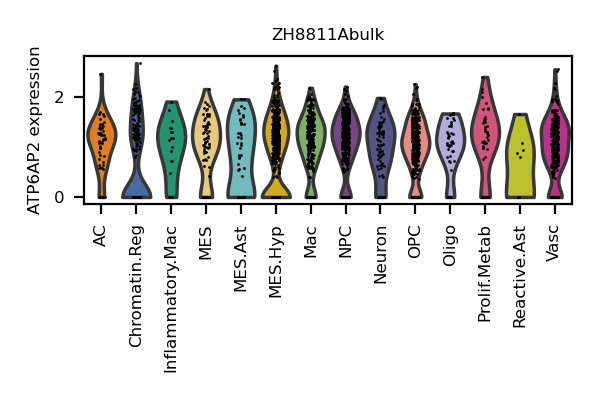 ZH8811Abulk
ATP6AP2 expression
2
0
AC
Chromatin.Reg
Inflammatory.Mac
MES
MES.Ast
MES.Hyp
Mac
NPC
Neuron
OPC
Oligo
Prolif.Metab
Reactive.Ast
Vasc